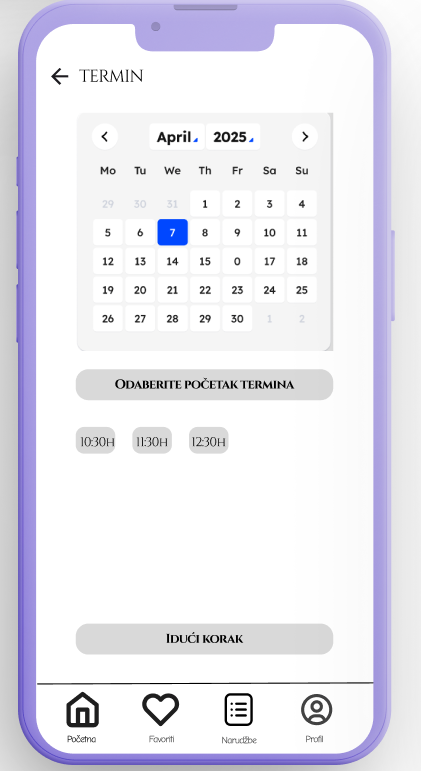 TERMIN
April 2025
Mo Tu We Th Fr Sa Su
29 30 31 1 2 3 4
5 6 7 8 9 10 11
12 13 14 15 0 17 18
19 20 21 22 23 24 25
26 27 28 29 30 1 2
ODABERITE POČETAK TERMINA
10:30H 11:30H 12:30H
IDUĆI KORAK
Početna Favoriti Narudžbe Profil